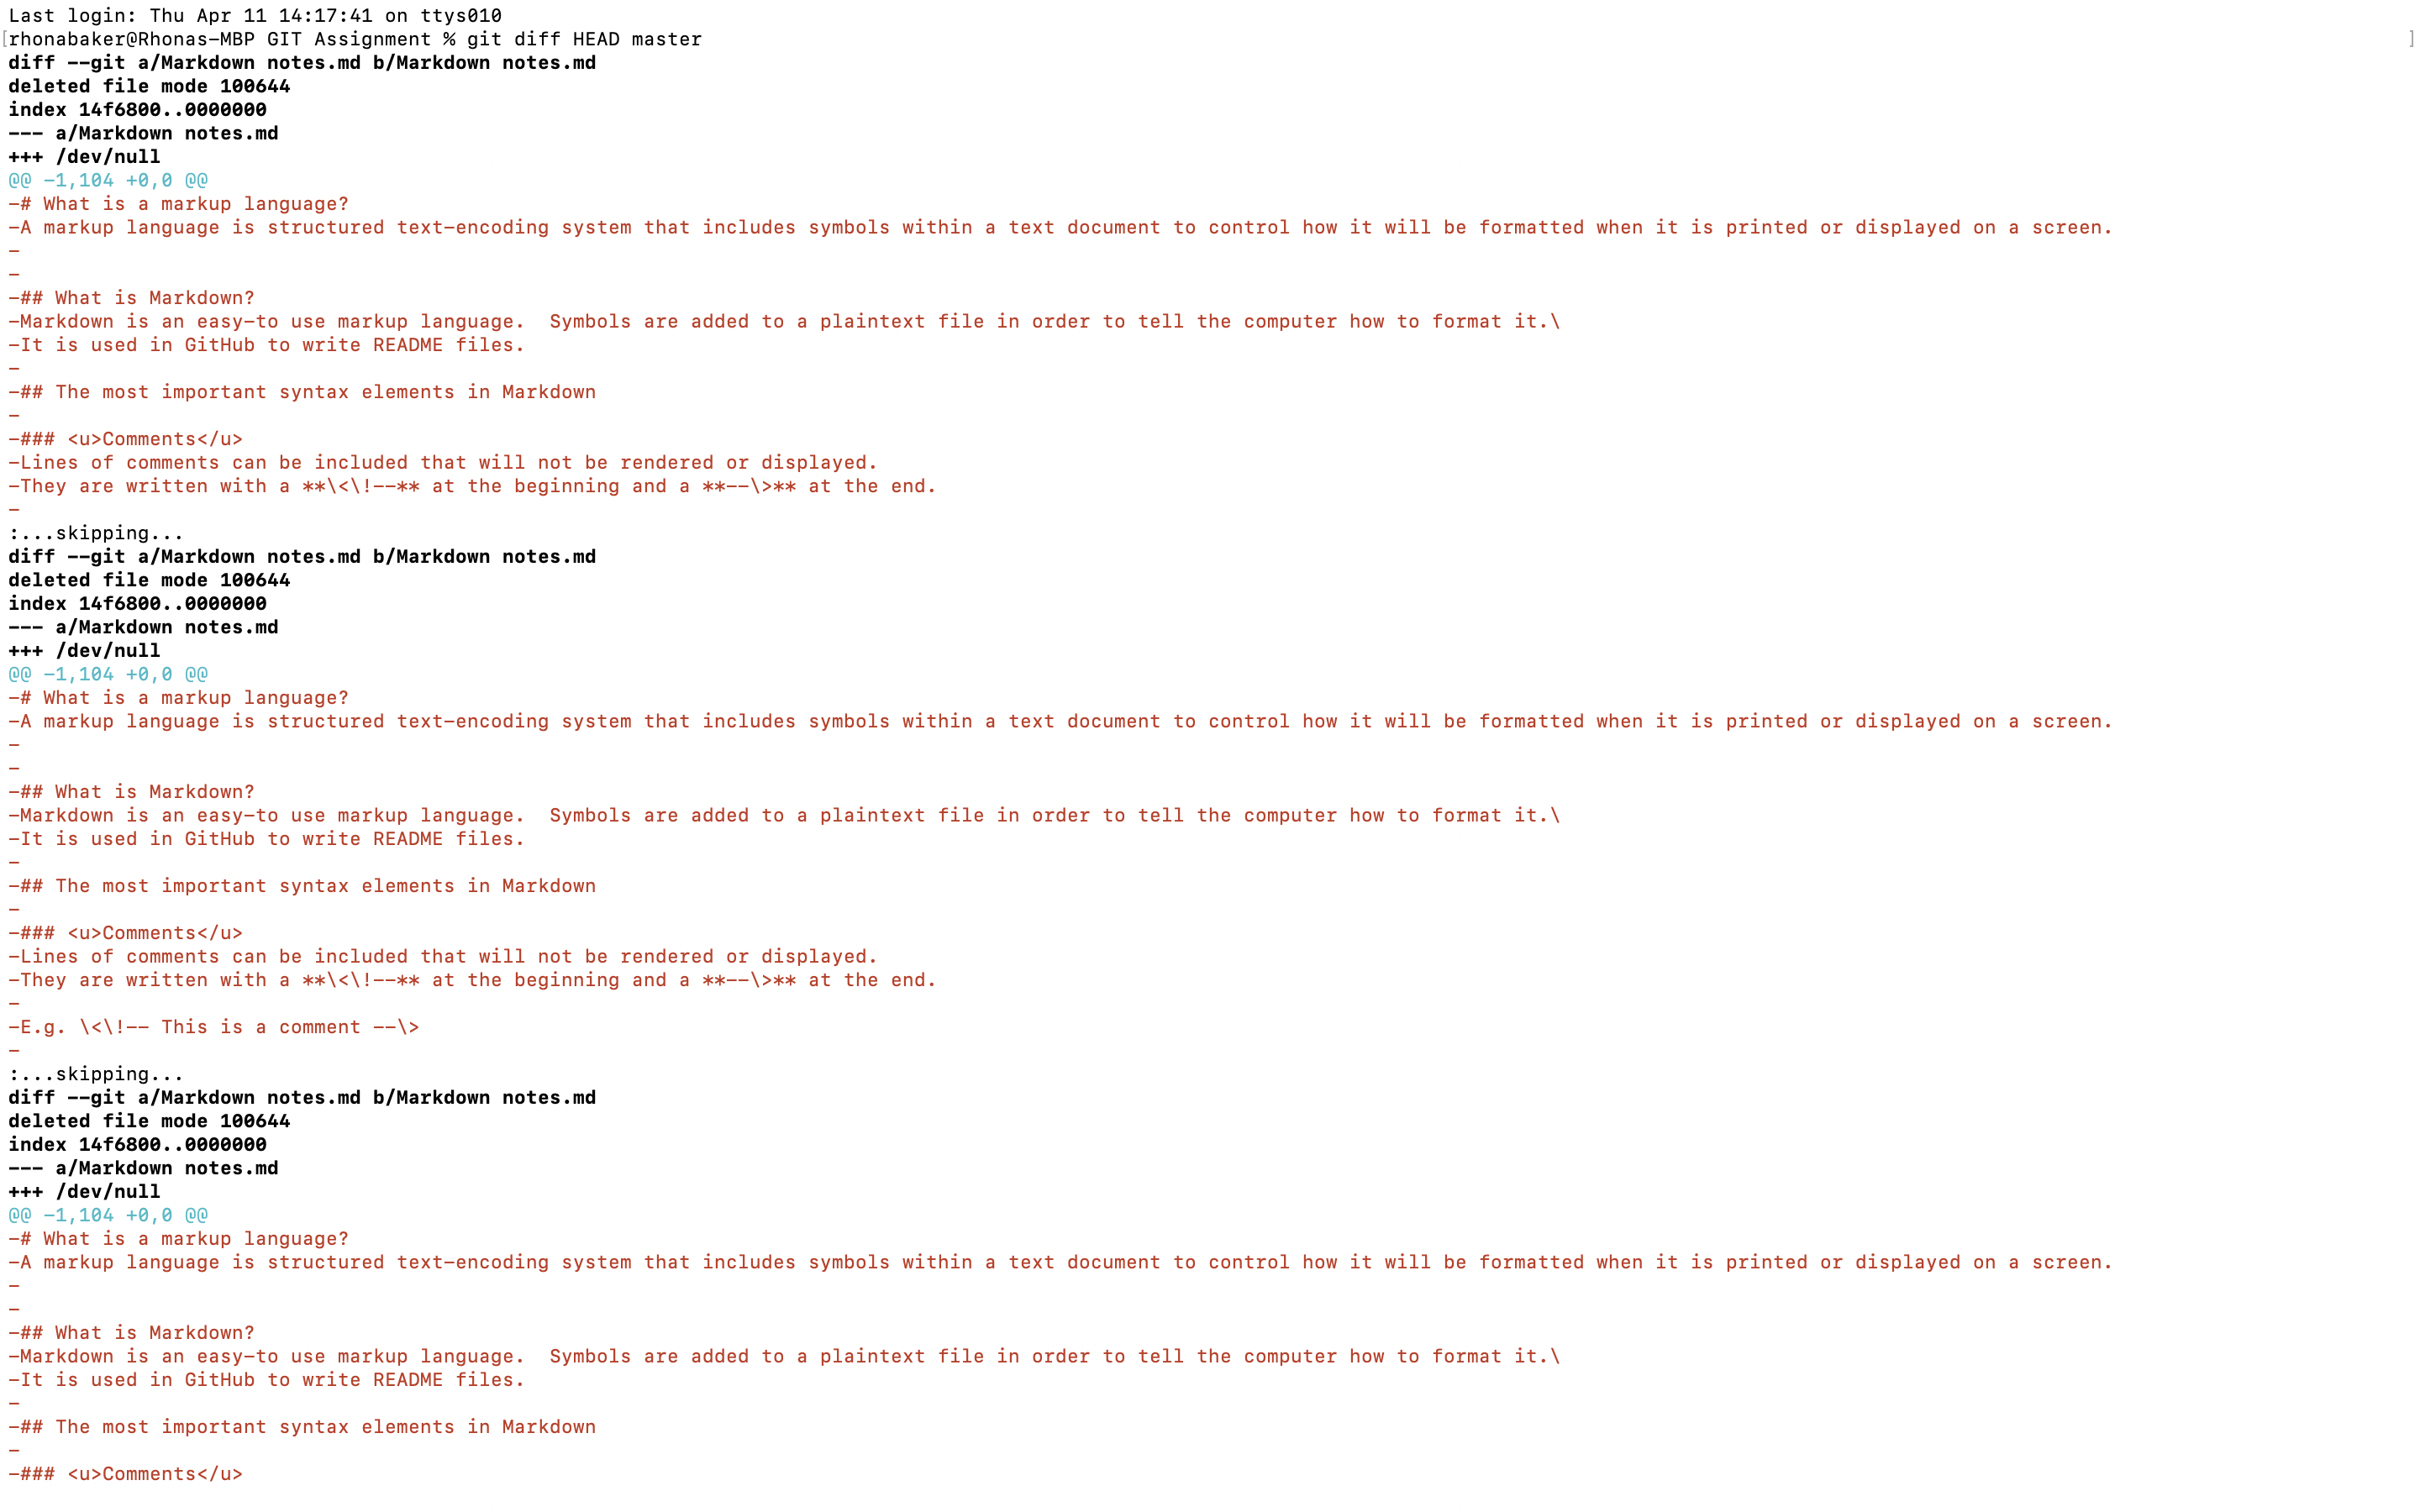 Last login: Thu Apr 11 14:17:41 on ttys010
[rhonabaker@Rhonas-MBP GIT Assignment % git diff HEAD master ]
diff --git a/Markdown notes.md b/Markdown notes.md
deleted file mode 100644
index 14f6800..0000000
--- a/Markdown notes.md
+++ /dev/null
@@ -1,104 +0,0 @@
-# What is a markup language?
-A markup language is structured text-encoding system that includes symbols within a text document to control how it will be formatted when it is printed or displayed on a screen.
-
-
-## What is Markdown?
-Markdown is an easy-to use markup language.  Symbols are added to a plaintext file in order to tell the computer how to format it.\
-It is used in GitHub to write README files.
-
-## The most important syntax elements in Markdown
-
-### <u>Comments</u>
-Lines of comments can be included that will not be rendered or displayed.
-They are written with a **\<\!--** at the beginning and a **--\>** at the end.
-
:...skipping...
diff --git a/Markdown notes.md b/Markdown notes.md
deleted file mode 100644
index 14f6800..0000000
--- a/Markdown notes.md
+++ /dev/null
@@ -1,104 +0,0 @@
-# What is a markup language?
-A markup language is structured text-encoding system that includes symbols within a text document to control how it will be formatted when it is printed or displayed on a screen.
-
-
-## What is Markdown?
-Markdown is an easy-to use markup language.  Symbols are added to a plaintext file in order to tell the computer how to format it.\
-It is used in GitHub to write README files.
-
-## The most important syntax elements in Markdown
-
-### <u>Comments</u>
-Lines of comments can be included that will not be rendered or displayed.
-They are written with a **\<\!--** at the beginning and a **--\>** at the end.
-
-E.g. \<\!-- This is a comment --\>
-
:...skipping...
diff --git a/Markdown notes.md b/Markdown notes.md
deleted file mode 100644
index 14f6800..0000000
--- a/Markdown notes.md
+++ /dev/null
@@ -1,104 +0,0 @@
-# What is a markup language?
-A markup language is structured text-encoding system that includes symbols within a text document to control how it will be formatted when it is printed or displayed on a screen.
-
-
-## What is Markdown?
-Markdown is an easy-to use markup language.  Symbols are added to a plaintext file in order to tell the computer how to format it.\
-It is used in GitHub to write README files.
-
-## The most important syntax elements in Markdown
-
-### <u>Comments</u>